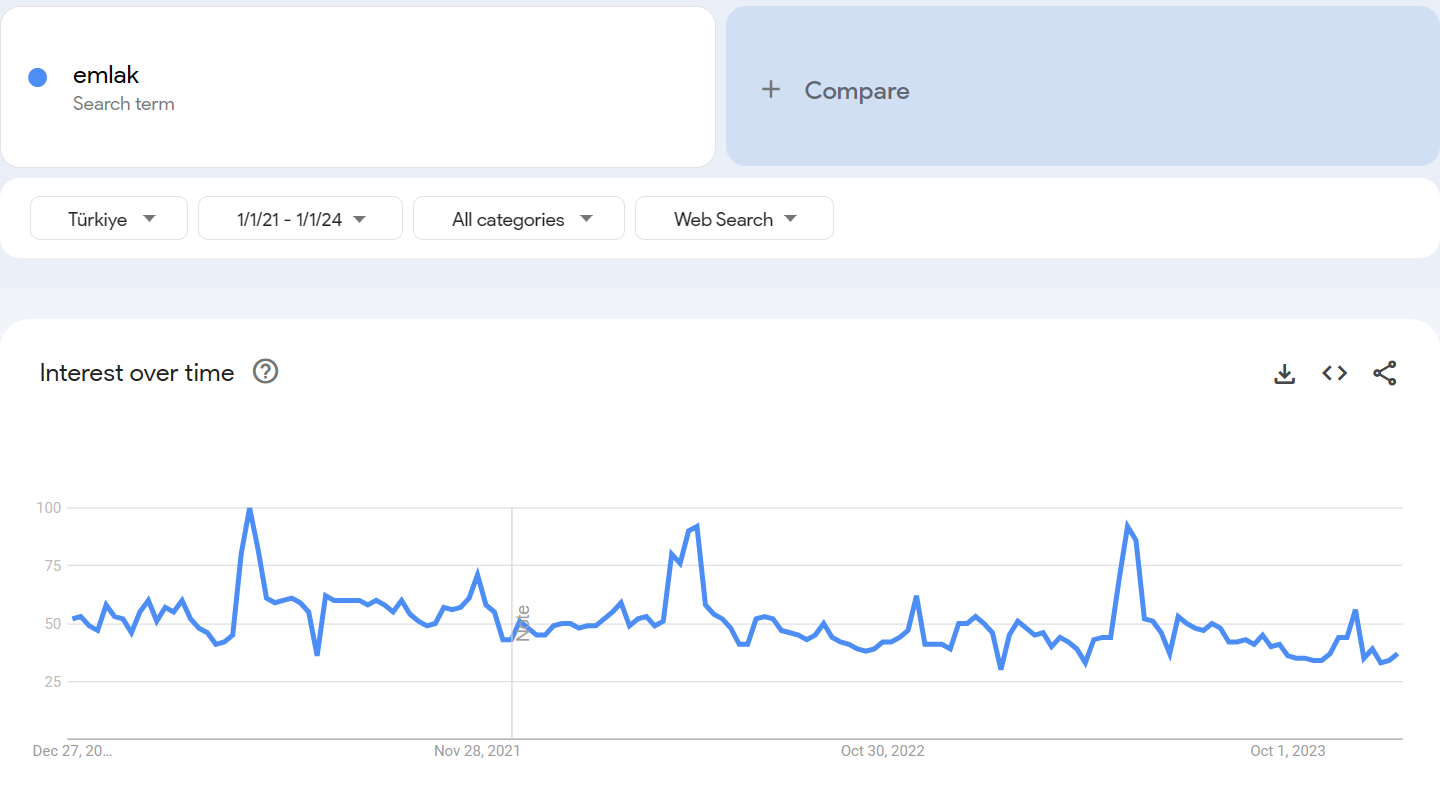 emlak
Search term
+ Compare
Türkiye
1/1/21 - 1/1/24
All categories
Web Search
Interest over time
?
100
75
50
25
Note
Dec 27, 20...
Nov 28, 2021
Oct 30, 2022
Oct 1, 2023